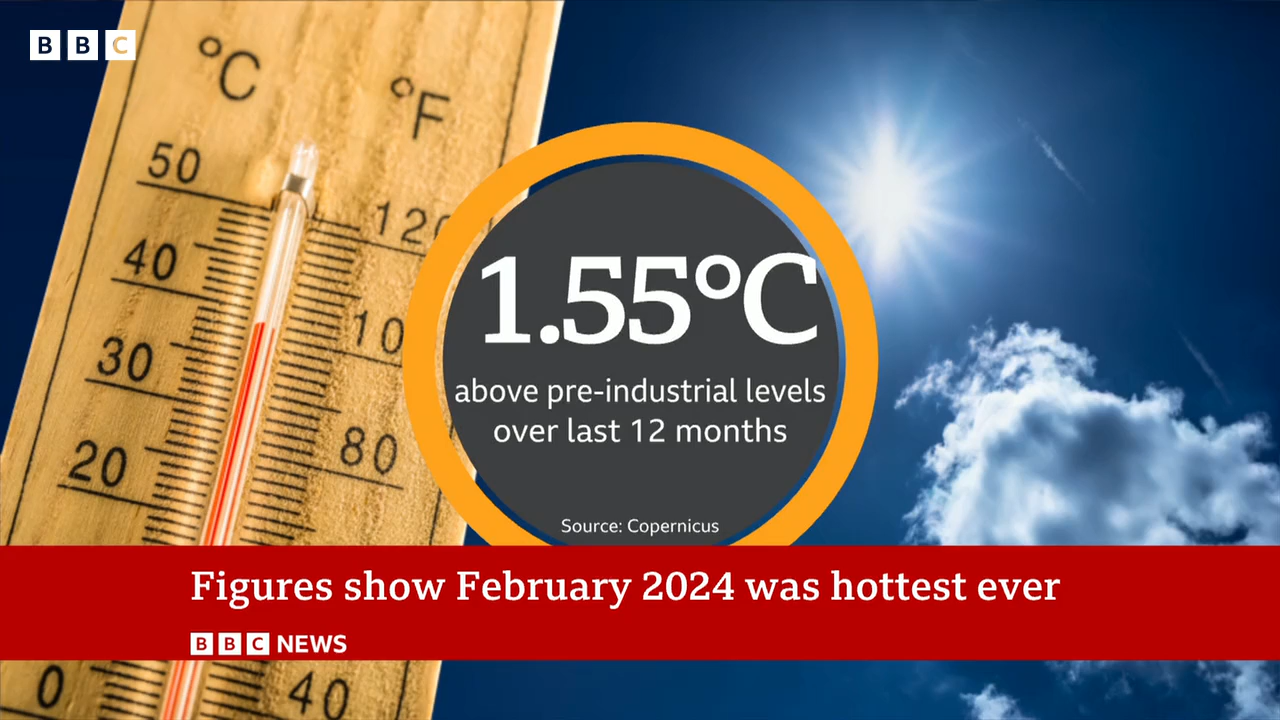 BBC
°C
°F
50
120
40
10
30
80
20
0
40
1.55°C
above pre-industrial levels
over last 12 months
Source: Copernicus
Figures show February 2024 was hottest ever
BBC NEWS